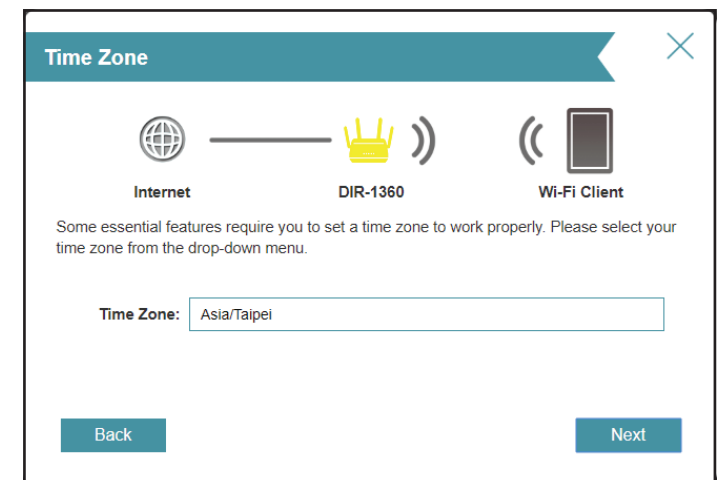 Time Zone
Internet
DIR-1360
Wi-Fi Client
Some essential features require you to set a time zone to work properly. Please select your
time zone from the drop-down menu.
Time Zone: Asia/Taipei
Back
Next